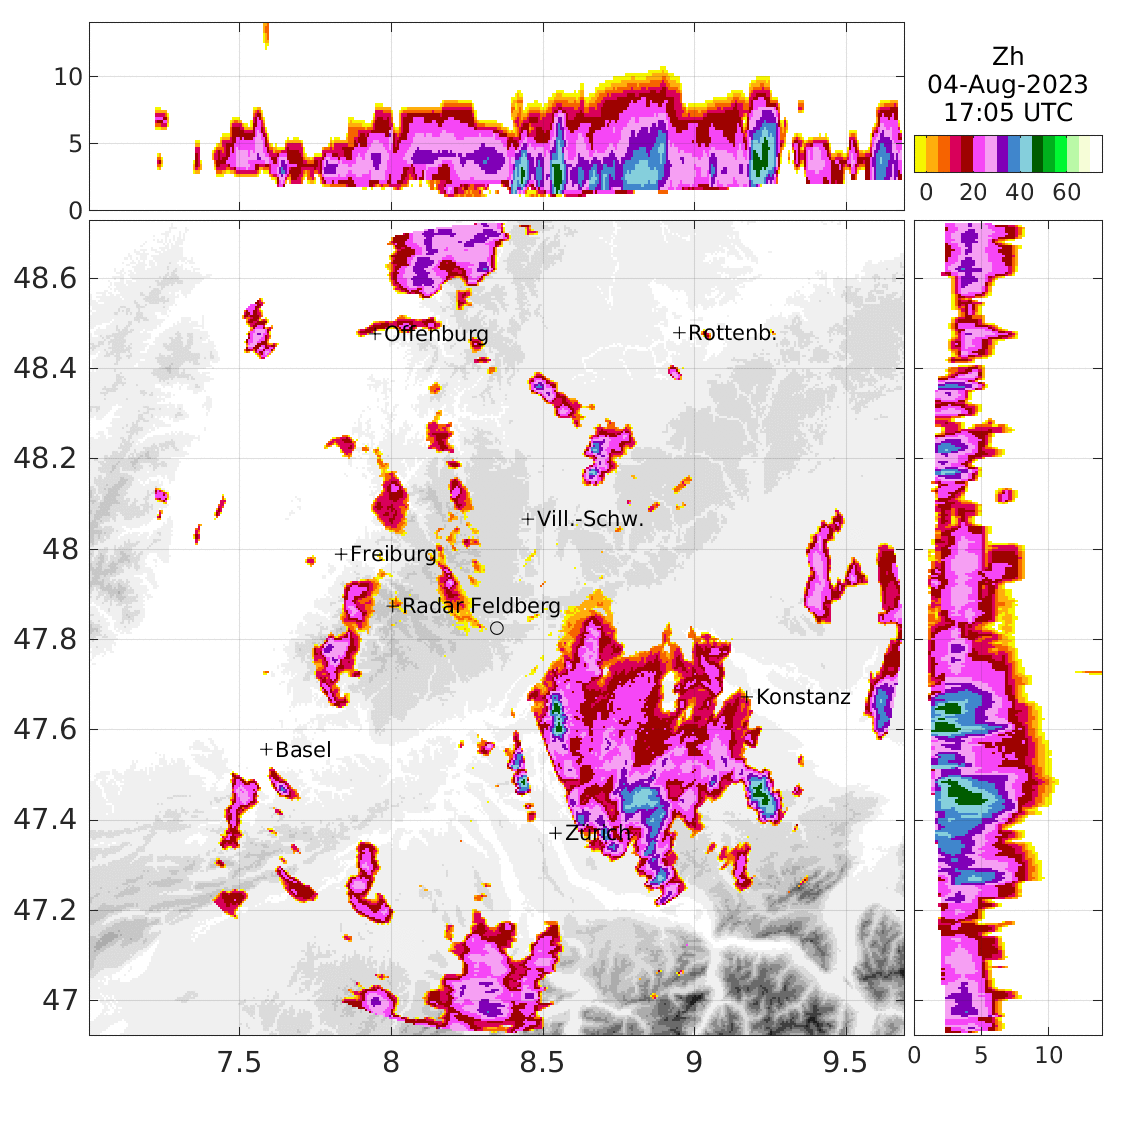 10
5
0
Zh
04-Aug-2023
17:05 UTC
0 20 40 60
48.6
48.4
48.2
48
47.8
47.6
47.4
47.2
47
+Offenburg
+Rottenb.
+Vill.-Schw.
+Freiburg
+Radar Feldberg
+Konstanz
+Basel
+Zurich
7.5 8 8.5 9 9.5
0 5 10